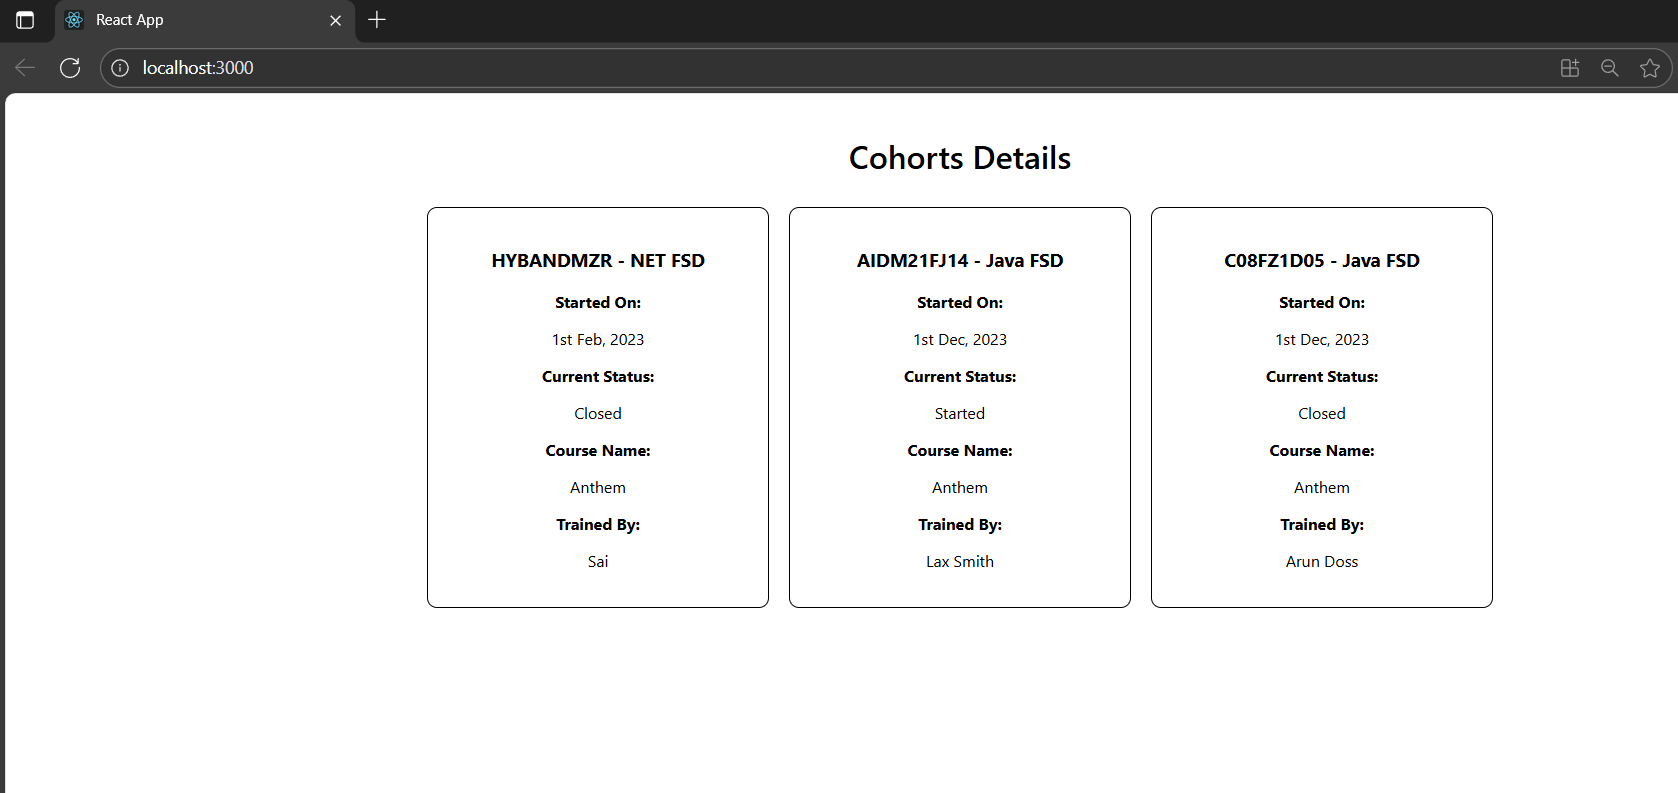 React App
localhost:3000
Cohorts Details
HYBANDMZR - NET FSD
Started On:
1st Feb, 2023
Current Status:
Closed
Course Name:
Anthem
Trained By:
Sai
AIDM21FJ14 - Java FSD
Started On:
1st Dec, 2023
Current Status:
Started
Course Name:
Anthem
Trained By:
Lax Smith
C08FZ1D05 - Java FSD
Started On:
1st Dec, 2023
Current Status:
Closed
Course Name:
Anthem
Trained By:
Arun Doss